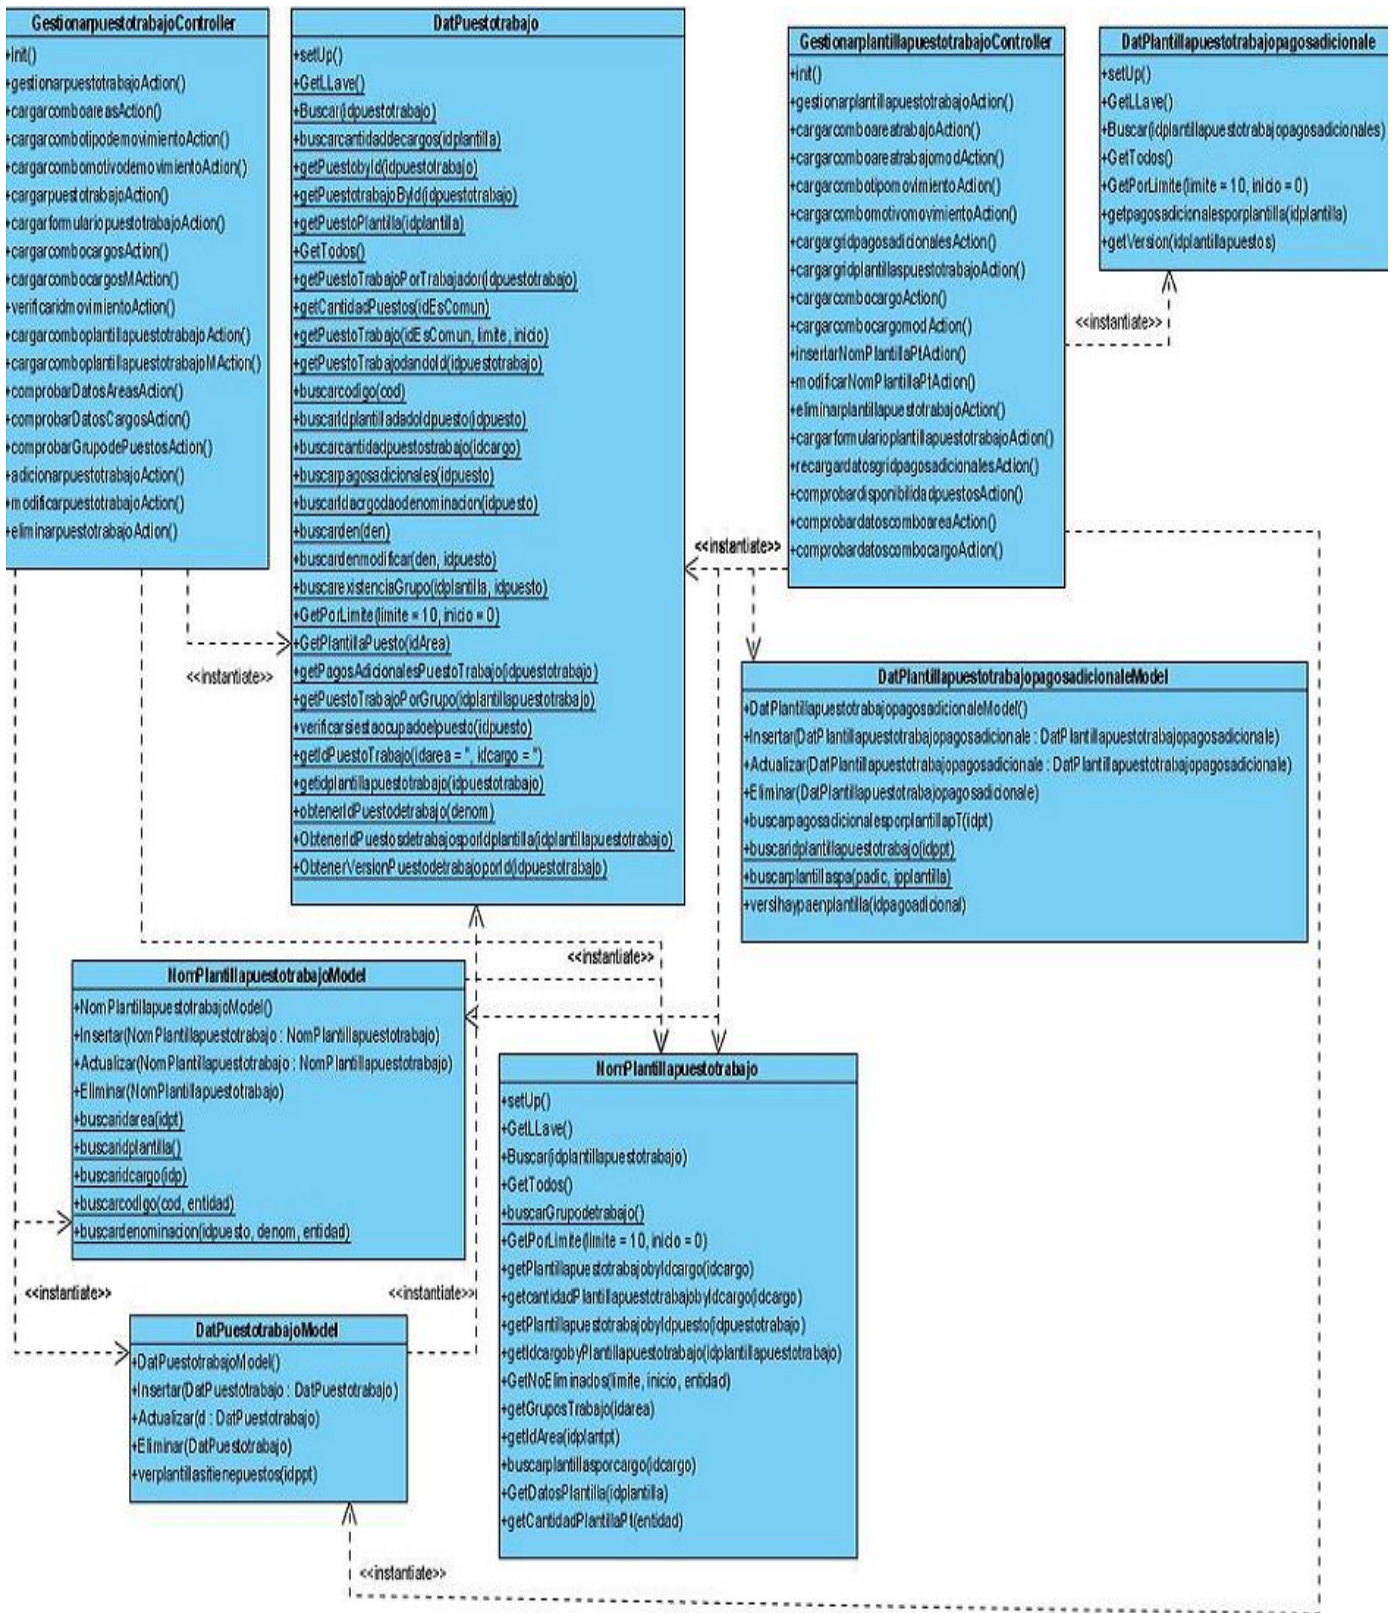 GestionarpuestotrabajoController
+init()
+gestionarpuestotrabajoAction()
+cargarcomboareasAction()
+cargarcombotipodemovimientoAction()
+cargarcombomotivodemovimientoAction()
+cargarpuestotrabajoAction()
+cargarformulariopuestotrabajoAction()
+cargarcombocargosAction()
+cargarcombocargosMAction()
+verificaridmovimientoAction()
+cargarcomboplantillapuestotrabajoAction()
+cargarcomboplantillapuestotrabajoMAction()
+comprobarDatosAreasAction()
+comprobarDatosCargosAction()
+comprobarGrupodePuestosAction()
+adicionarpuestotrabajoAction()
+modificarpuestotrabajoAction()
+eliminarpuestotrabajoAction()
DatPuestotrabajo
+setUp()
+GetLLave()
+Buscar(idpuestotrabajo)
+buscarcantidaddecargos(idplantilla)
+getPuestobyId(idpuestotrabajo)
+getPuestotrabajoById(idpuestotrabajo)
+getPuestoPlantilla(idplantilla)
+GetTodos()
+getPuestoTrabajoPorTrabajador(idpuestotrabajo)
+getCantidadPuestos(idEsComun)
+getPuestoTrabajo(idEsComun, limite, inicio)
+getPuestoTrabajodandoId(idpuestotrabajo)
+buscarcodigo(cod)
+buscarIdplantilladadoIdpuesto(idpuesto)
+buscarcantidadpuestostrabajo(idcargo)
+buscarpagosadicionales(idpuesto)
+buscarIdacrgodaodenominacion(idpuesto)
+buscarden(den)
+buscardenmodificar(den, idpuesto)
+buscarexistenciaGrupo(idplantilla, idpuesto)
+GetPorLimite(limite = 10, inicio = 0)
+GetPlantillaPuesto(idArea)
+getPagosAdicionalesPuestoTrabajo(idpuestotrabajo)
+getPuestoTrabajoPorGrupo(idplantillapuestotrabajo)
+verificarsiestaocupadoelpuesto(idpuesto)
+getIdPuestoTrabajo(idarea = '', idcargo = '')
+getidplantillapuestotrabajo(idpuestotrabajo)
+obtenerIdPuestodetrabajo(denom)
+ObtenerIdPuestosdetrabajosporIdplantilla(idplantillapuestotrabajo)
+ObtenerVersionPuestodetrabajoporId(idpuestotrabajo)
GestionarplantillapuestotrabajoController
+init()
+gestionarplantillapuestotrabajoAction()
+cargarcomboareatrabajoAction()
+cargarcomboareatrabajomodAction()
+cargarcombotipomovimientoAction()
+cargarcombomotivomovimientoAction()
+cargargridpagosadicionalesAction()
+cargargridplantillaspuestotrabajoAction()
+cargarcombocargoAction()
+cargarcombocargomodAction()
+insertarNomPlantillaPtAction()
+modificarNomPlantillaPtAction()
+eliminarplantillapuestotrabajoAction()
+cargarformularioplantillapuestotrabajoAction()
+recargardatosgridpagosadicionalesAction()
+comprobardisponibilidadpuestosAction()
+comprobardatoscomboareaAction()
+comprobardatoscombocargoAction()
DatPlantillapuestotrabajopagosadicionale
+setUp()
+GetLLave()
+Buscar(idplantillapuestotrabajopagosadicionales)
+GetTodos()
+GetPorLimite(limite = 10, inicio = 0)
+getpagosadicionalesporplantilla(idplantilla)
+getVersion(idplantillapuestos)
<<instantiate>>
<<instantiate>>
<<instantiate>>
DatPlantillapuestotrabajopagosadicionaleModel
+DatPlantillapuestotrabajopagosadicionaleModel()
+Insertar(DatPlantillapuestotrabajopagosadicionale : DatPlantillapuestotrabajopagosadicionale)
+Actualizar(DatPlantillapuestotrabajopagosadicionale : DatPlantillapuestotrabajopagosadicionale)
+Eliminar(DatPlantillapuestotrabajopagosadicionale)
+buscarpagosadicionalesporplantillapT(idpt)
+buscaridplantillapuestotrabajo(idppt)
+buscarplantillaspa(padic, ipplantilla)
+versihaypaenplantilla(idpagoadicional)
<<instantiate>>
NomPlantillapuestotrabajoModel
+NomPlantillapuestotrabajoModel()
+Insertar(NomPlantillapuestotrabajo : NomPlantillapuestotrabajo)
+Actualizar(NomPlantillapuestotrabajo : NomPlantillapuestotrabajo)
+Eliminar(NomPlantillapuestotrabajo)
+buscaridarea(idpt)
+buscaridplantilla()
+buscaridcargo(idp)
+buscarcodigo(cod, entidad)
+buscardenominacion(idpuesto, denom, entidad)
NomPlantillapuestotrabajo
+setUp()
+GetLLave()
+Buscar(idplantillapuestotrabajo)
+GetTodos()
+buscarGrupodetrabajo()
+GetPorLimite(limite = 10, inicio = 0)
+getPlantillapuestotrabajobyIdcargo(idcargo)
+getcantidadPlantillapuestotrabajobyIdcargo(idcargo)
+getPlantillapuestotrabajobyIdpuesto(idpuestotrabajo)
+getIdcargobyPlantillapuestotrabajo(idplantillapuestotrabajo)
+GetNoEliminados(limite, inicio, entidad)
+getGruposTrabajo(idarea)
+getIdArea(idplantpt)
+buscarplantillasporcargo(idcargo)
+GetDatosPlantilla(idplantilla)
+getCantidadPlantillaPt(entidad)
<<instantiate>>
<<instantiate>>
DatPuestotrabajoModel
+DatPuestotrabajoModel()
+Insertar(DatPuestotrabajo : DatPuestotrabajo)
+Actualizar(d : DatPuestotrabajo)
+Eliminar(DatPuestotrabajo)
+verplantillasitienepuestos(idppt)
<<instantiate>>